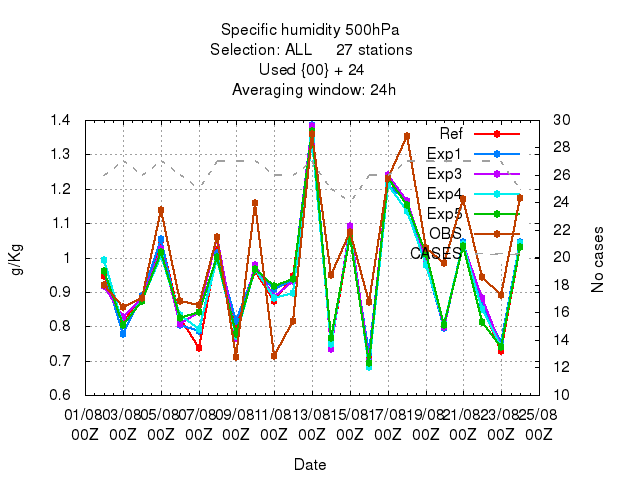 Specific humidity 500hPa
Selection: ALL 27 stations
Used {00} + 24
Averaging window: 24h
1.4
1.3
1.2
1.1
1
0.9
0.8
0.7
0.6
g/Kg
30
28
26
24
22
20
18
16
14
12
10
No cases
Ref
Exp1
Exp3
Exp4
Exp5
OBS
CASES
01/08 03/08 05/08 07/08 09/08 11/08 13/08 15/08 17/08 19/08 21/08 23/08 25/08
00Z 00Z 00Z 00Z 00Z 00Z 00Z 00Z 00Z 00Z 00Z 00Z 00Z
Date